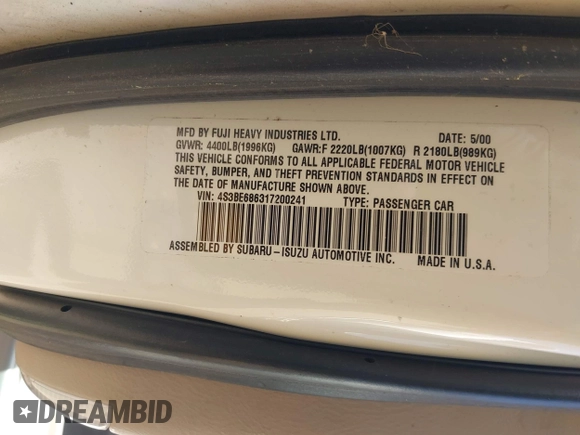 MFD BY FUJI HEAVY INDUSTRIES LTD. DATE: 5/00
GVWR: 4400LB(1996KG) GAWR:F 2220LB(1007KG) R 2180LB(989KG)
THIS VEHICLE CONFORMS TO ALL APPLICABLE FEDERAL MOTOR VEHICLE
SAFETY, BUMPER, AND THEFT PREVENTION STANDARDS IN EFFECT ON
THE DATE OF MANUFACTURE SHOWN ABOVE.
VIN: 4S3BE686317200241 TYPE: PASSENGER CAR
ASSEMBLED BY SUBARU-ISUZU AUTOMOTIVE INC. MADE IN U.S.A.
DREAMBID